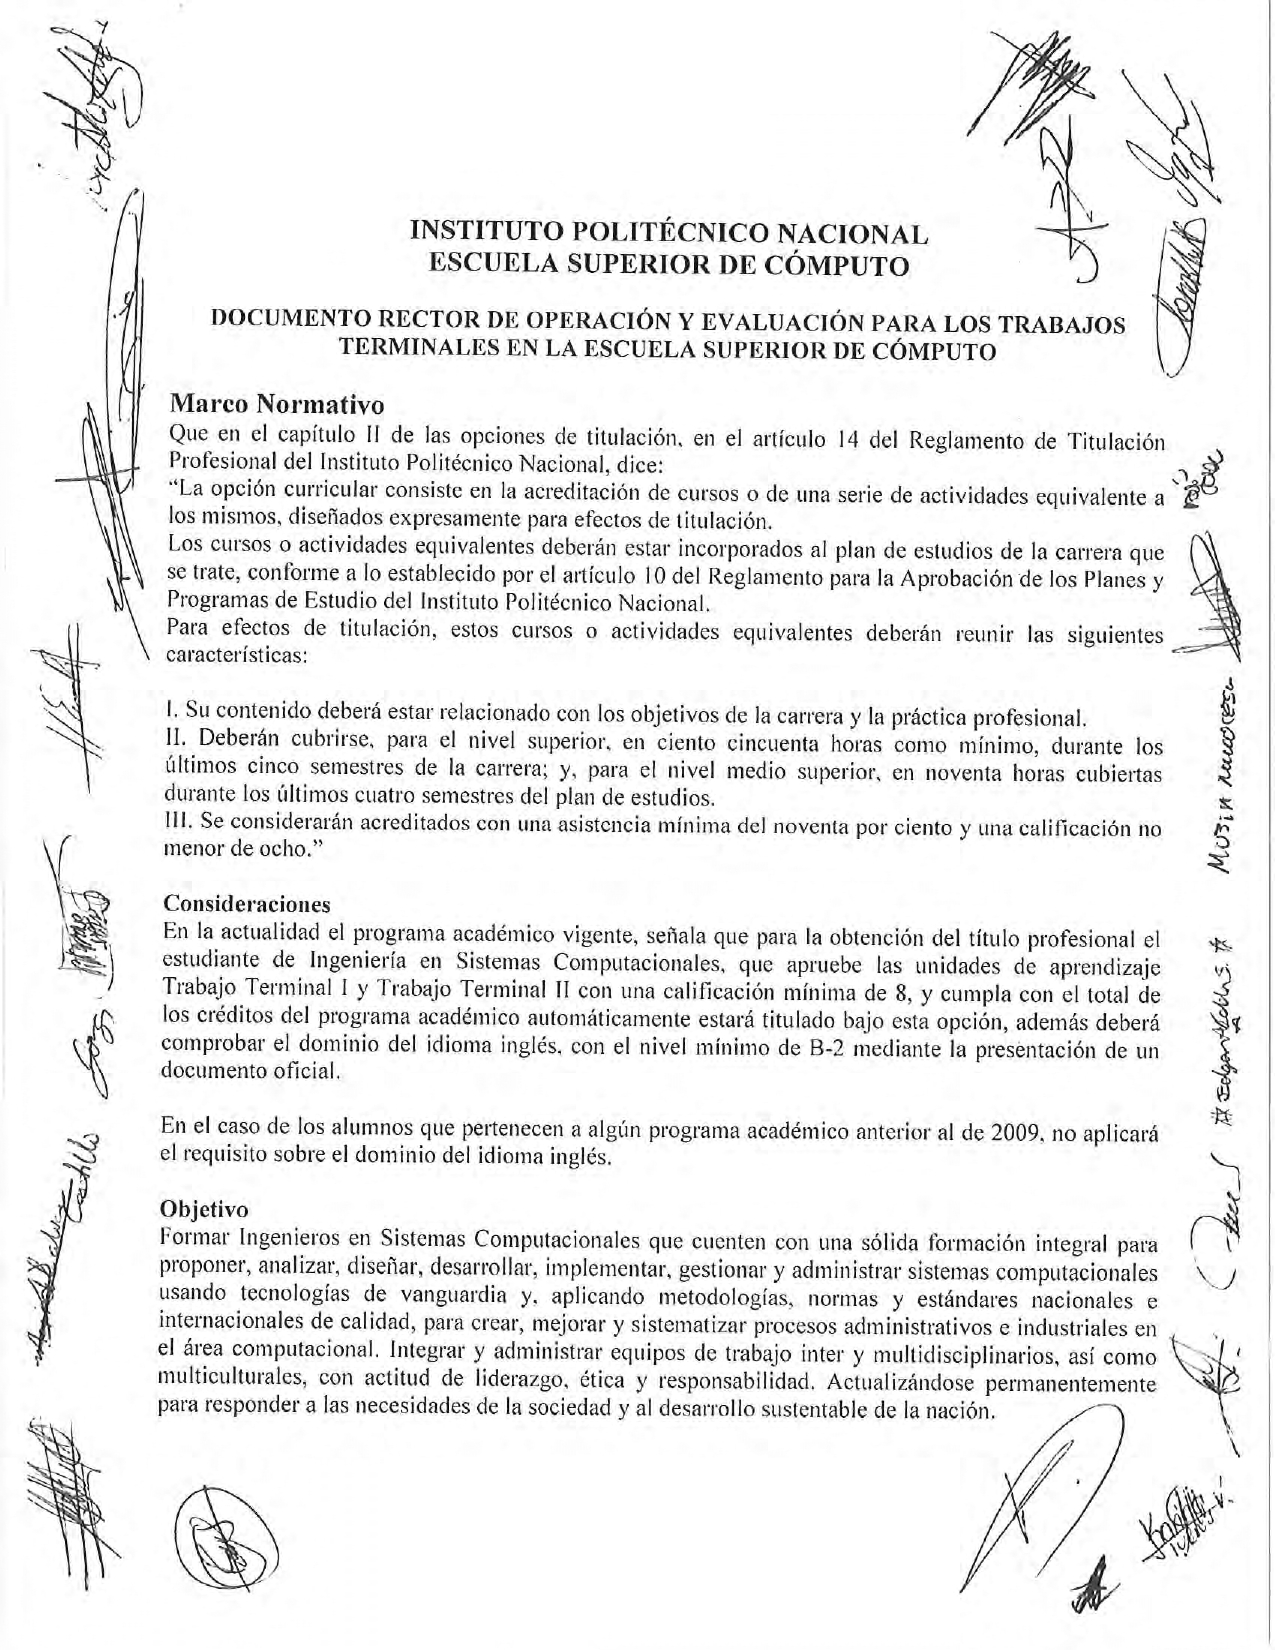 INSTITUTO POLITÉCNICO NACIONAL
ESCUELA SUPERIOR DE CÓMPUTO
DOCUMENTO RECTOR DE OPERACIÓN Y EVALUACIÓN PARA LOS TRABAJOS
TERMINALES EN LA ESCUELA SUPERIOR DE CÓMPUTO
Marco Normativo
Que en el capítulo II de las opciones de titulación, en el artículo 14 del Reglamento de Titulación
Profesional del Instituto Politécnico Nacional, dice:
“La opción curricular consiste en la acreditación de cursos o de una serie de actividades equivalente a
los mismos, diseñados expresamente para efectos de titulación.
Los cursos o actividades equivalentes deberán estar incorporados al plan de estudios de la carrera que
se trate, conforme a lo establecido por el artículo 10 del Reglamento para la Aprobación de los Planes y
Programas de Estudio del Instituto Politécnico Nacional.
Para efectos de titulación, estos cursos o actividades equivalentes deberán reunir las siguientes
características:
I. Su contenido deberá estar relacionado con los objetivos de la carrera y la práctica profesional.
II. Deberán cubrirse, para el nivel superior, en ciento cincuenta horas como mínimo, durante los
últimos cinco semestres de la carrera; y, para el nivel medio superior, en noventa horas cubiertas
durante los últimos cuatro semestres del plan de estudios.
III. Se considerarán acreditados con una asistencia mínima del noventa por ciento y una calificación no
menor de ocho.”
Consideraciones
En la actualidad el programa académico vigente, señala que para la obtención del título profesional el
estudiante de Ingeniería en Sistemas Computacionales, que apruebe las unidades de aprendizaje
Trabajo Terminal I y Trabajo Terminal II con una calificación mínima de 8, y cumpla con el total de
los créditos del programa académico automáticamente estará titulado bajo esta opción, además deberá
comprobar el dominio del idioma inglés, con el nivel mínimo de B-2 mediante la presentación de un
documento oficial.
En el caso de los alumnos que pertenecen a algún programa académico anterior al de 2009, no aplicará
el requisito sobre el dominio del idioma inglés.
Objetivo
Formar Ingenieros en Sistemas Computacionales que cuenten con una sólida formación integral para
proponer, analizar, diseñar, desarrollar, implementar, gestionar y administrar sistemas computacionales
usando tecnologías de vanguardia y, aplicando metodologías, normas y estándares nacionales e
internacionales de calidad, para crear, mejorar y sistematizar procesos administrativos e industriales en
el área computacional. Integrar y administrar equipos de trabajo inter y multidisciplinarios, así como
multiculturales, con actitud de liderazgo, ética y responsabilidad. Actualizándose permanentemente
para responder a las necesidades de la sociedad y al desarrollo sustentable de la nación.
Castillo